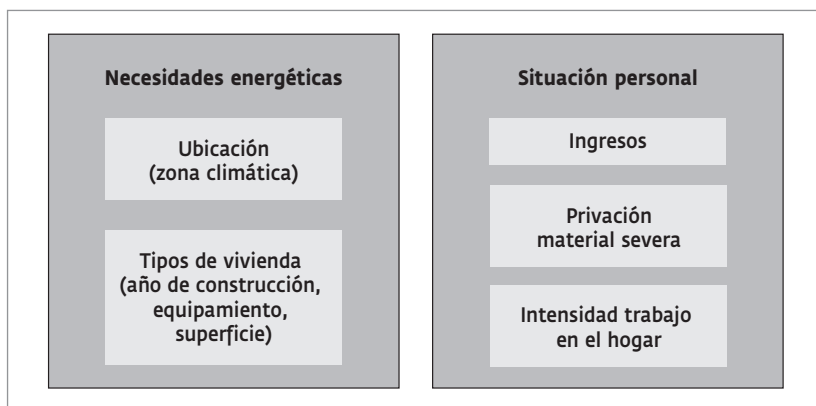 Necesidades energéticas
Ubicación
(zona climática)
Tipos de vivienda
(año de construcción,
equipamiento,
superficie)
Situación personal
Ingresos
Privación
material severa
Intensidad trabajo
en el hogar